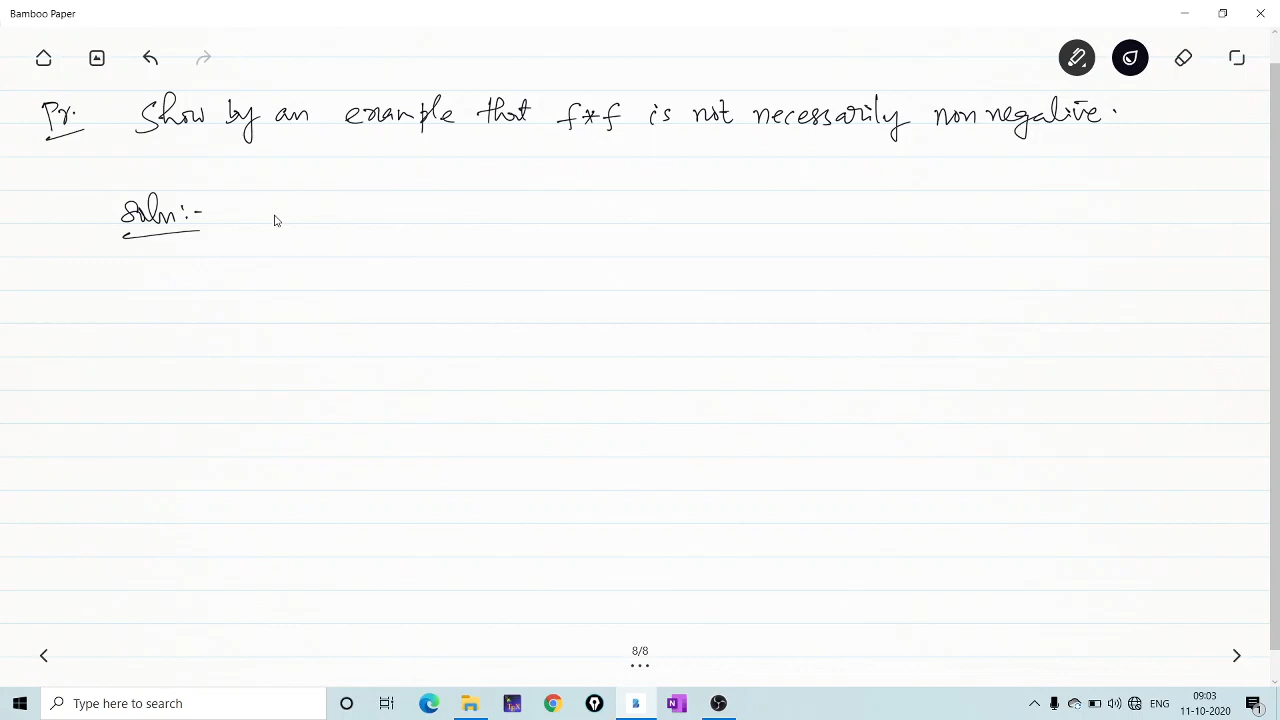 Bamboo Paper
Pr. Show by an example that f*f is not necessarily nonnegative.
Soln:-
8/8
Type here to search
ENG
09:03
11-10-2020
1